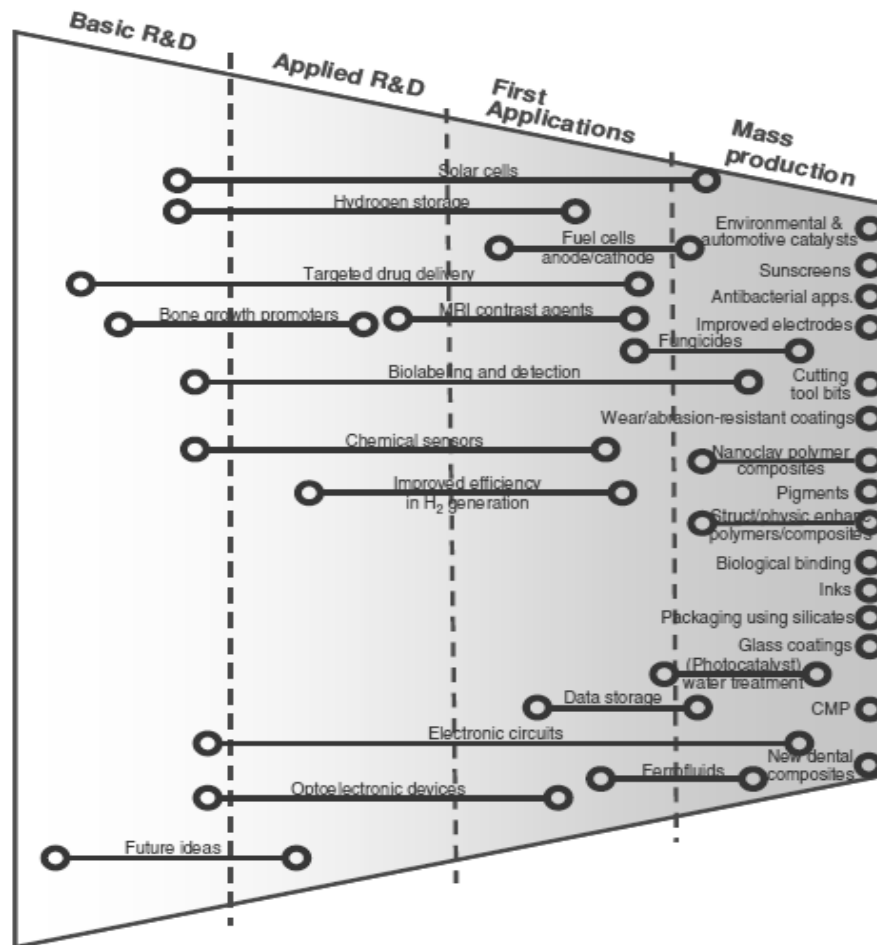 Basic R&D
Applied R&D
First
Applications
Mass
production
Solar cells
Hydrogen storage
Environmental &
automotive catalysts
Fuel cells
anode/cathode
Sunscreens
Targeted drug delivery
Antibacterial apps.
Bone growth promoters
MRI contrast agents
Improved electrodes
Fungicides
Biolabeling and detection
Cutting
tool bits
Wear/abrasion-resistant coatings
Chemical sensors
Nanoclay polymer
composites
Improved efficiency
in H₂ generation
Pigments
Struct/physic enhan
polymers/composites
Biological binding
Inks
Packaging using silicates
Glass coatings
(Photocatalyst)
water treatment
Data storage
CMP
Electronic circuits
New dental
composites
Ferrofluids
Optoelectronic devices
Future ideas